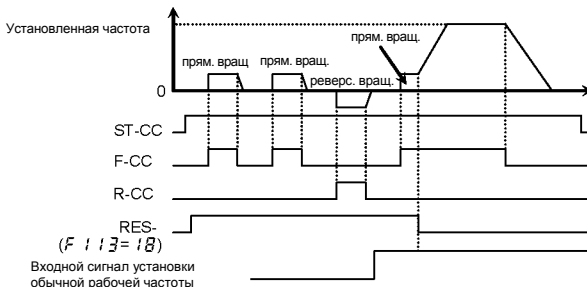 Установленная частота
прям. вращ.
прям. вращ
прям. вращ.
реверс. вращ.
0
ST-CC
F-CC
R-CC
RES-
(F 113=18)
Входной сигнал установки
обычной рабочей частоты